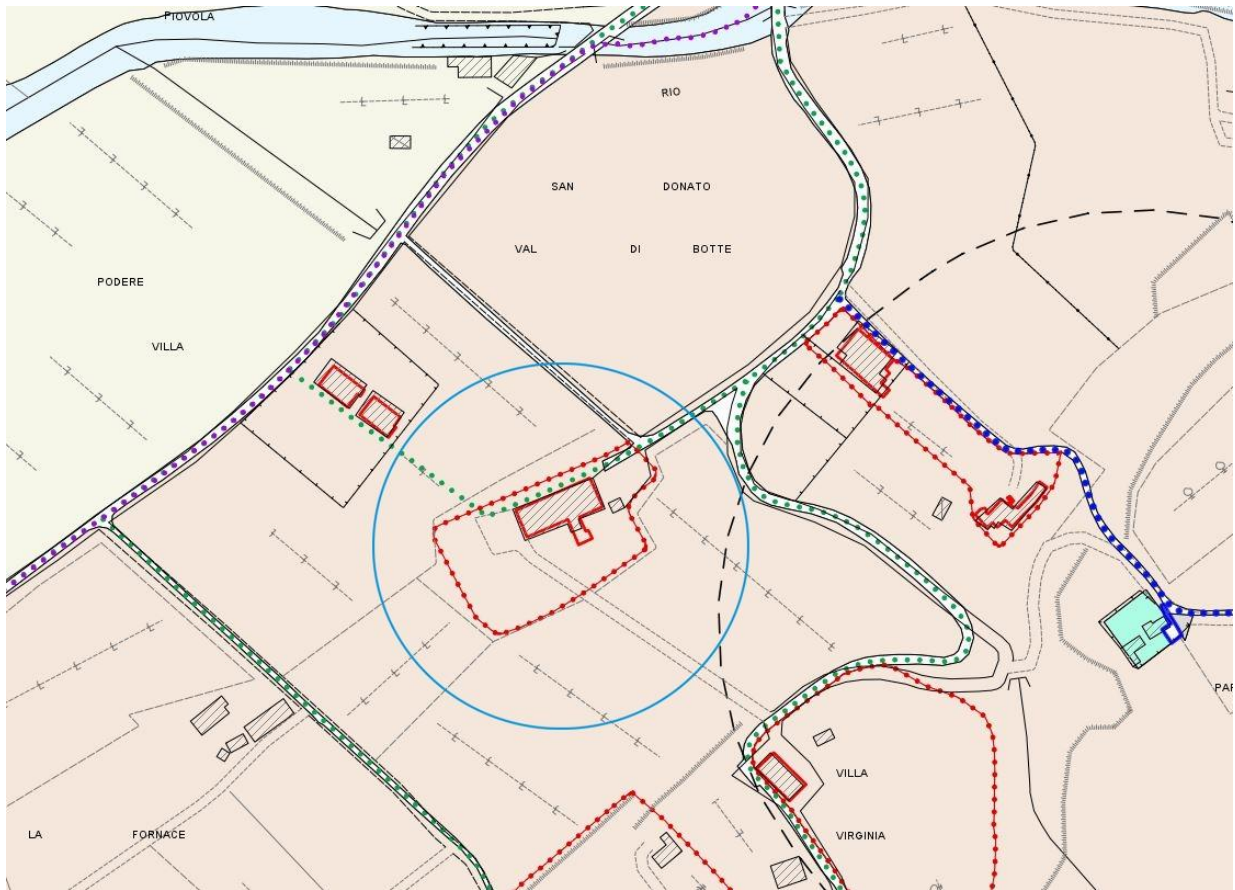 PIOVOLA
RIO
SAN DONATO
VAL DI BOTTE
PODERE
VILLA
VILLA
VIRGINIA
LA FORNACE